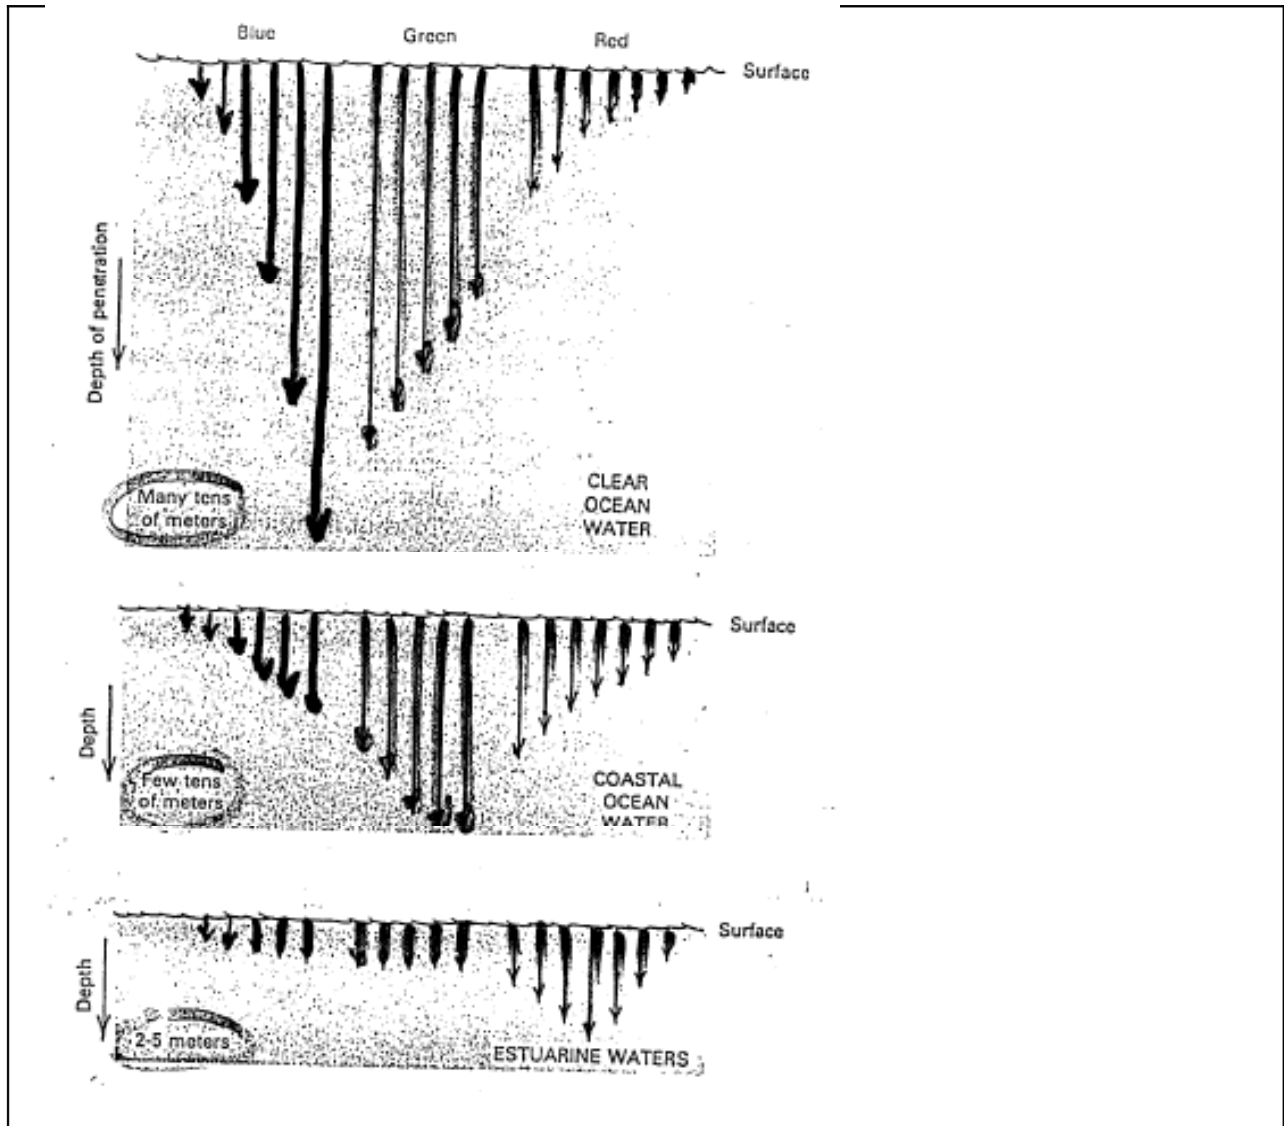 Blue
Green
Red
Surface
Depth of penetration
Many tens
of meters
CLEAR
OCEAN
WATER
Surface
Depth
Few tens
of meters
COASTAL
OCEAN
WATER
Surface
Depth
2-5 meters
ESTUARINE WATERS